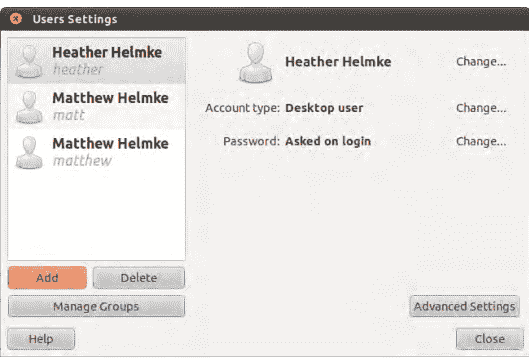 Users Settings
Heather Helmke
heather
Matthew Helmke
matt
Matthew Helmke
matthew
Add
Delete
Manage Groups
Help
Heather Helmke
Change...
Account type: Desktop user
Change...
Password: Asked on login
Change...
Advanced Settings
Close